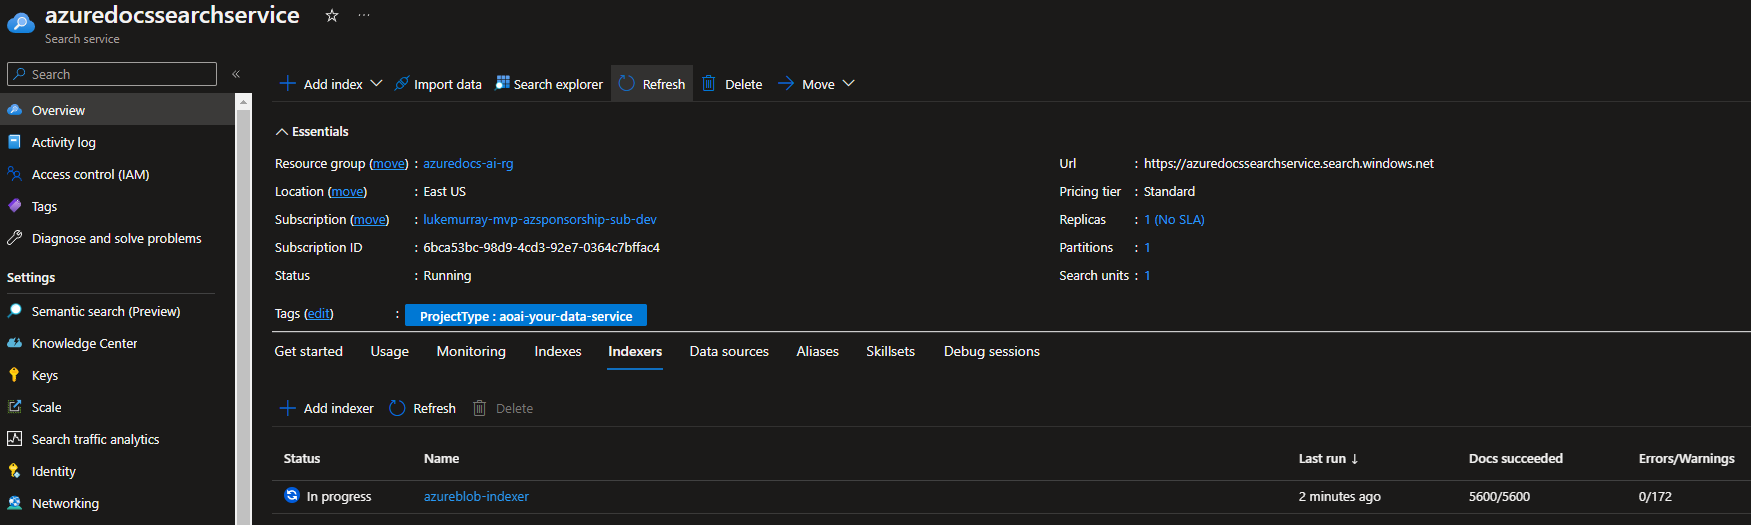 azuredocssearchservice
Search service
Search
Overview
Activity log
Access control (IAM)
Tags
Diagnose and solve problems
Settings
Semantic search (Preview)
Knowledge Center
Keys
Scale
Search traffic analytics
Identity
Networking
Add index Import data Search explorer Refresh Delete Move
Essentials
Resource group (move) : azuredocs-ai-rg
Location (move) : East US
Subscription (move) : lukemurray-mvp-azsponsorship-sub-dev
Subscription ID : 6bca53bc-98d9-4cd3-92e7-0364c7bffac4
Status : Running
Url : https://azuredocssearchservice.search.windows.net
Pricing tier : Standard
Replicas : 1 (No SLA)
Partitions : 1
Search units : 1
Tags (edit) : ProjectType : aoai-your-data-service
Get started Usage Monitoring Indexes Indexers Data sources Aliases Skillsets Debug sessions
Add indexer Refresh Delete
Status Name Last run ↓ Docs succeeded Errors/Warnings
In progress azureblob-indexer 2 minutes ago 5600/5600 0/172